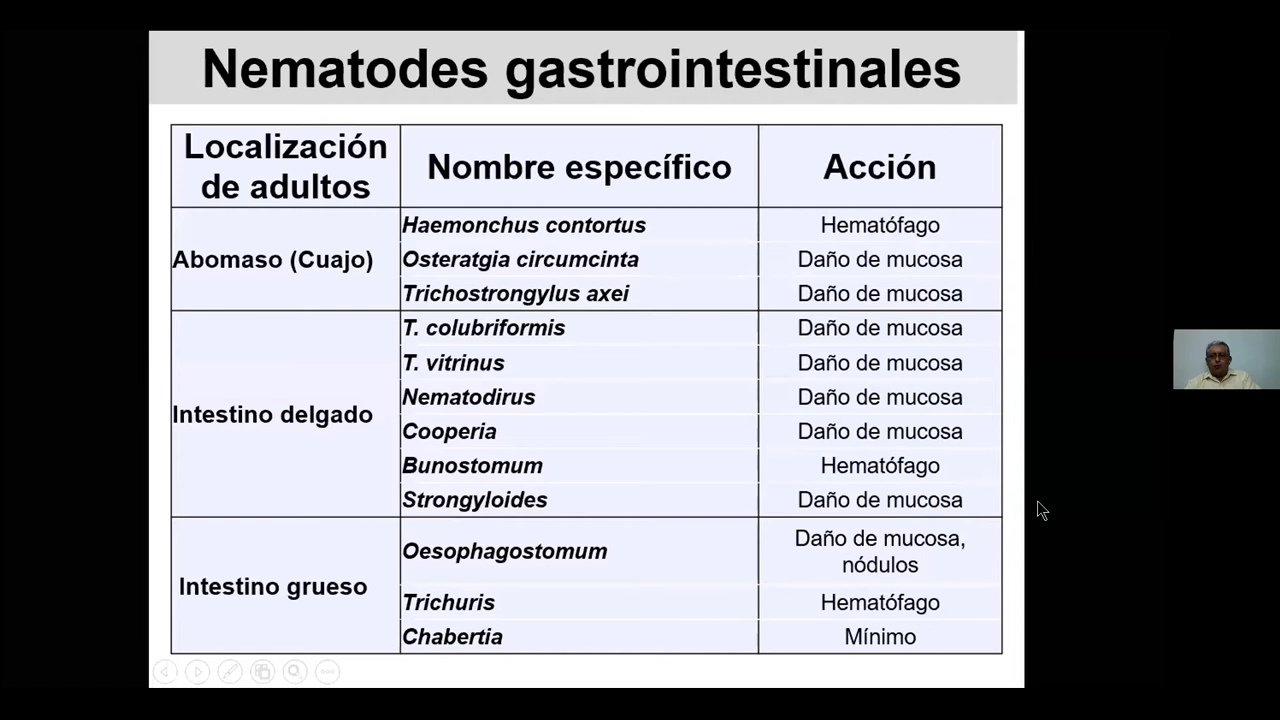 Nematodes gastrointestinales
Localización
de adultos
Nombre específico
Acción
Abomaso (Cuajo)
Haemonchus contortus
Hematófago
Osteratgia circumcinta
Daño de mucosa
Trichostrongylus axei
Daño de mucosa
Intestino delgado
T. colubriformis
Daño de mucosa
T. vitrinus
Daño de mucosa
Nematodirus
Daño de mucosa
Cooperia
Daño de mucosa
Bunostomum
Hematófago
Strongyloides
Daño de mucosa
Intestino grueso
Oesophagostomum
Daño de mucosa,
nódulos
Trichuris
Hematófago
Chabertia
Mínimo